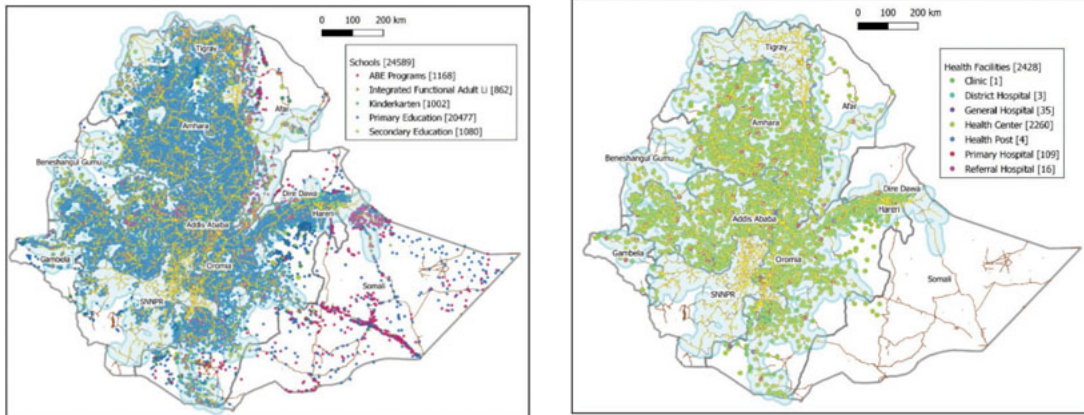 0 100 200 km
Schools [24589]
ABE Programs [1168]
Integrated Functional Adult Li [862]
Kinderkarten [1002]
Primary Education [20477]
Secondary Education [1080]
Tigray
Afar
Amhara
Beneshangul Gumu
Dire Dawa
Hareri
Addis Ababa
Gambela
Oromia
Somali
SNNPR
0 100 200 km
Health Facilities [2428]
Clinic [1]
District Hospital [3]
General Hospital [35]
Health Center [2260]
Health Post [4]
Primary Hospital [109]
Referral Hospital [16]
Tigray
Afar
Amhara
Beneshangul Gumu
Dire Dawa
Hareri
Addis Ababa
Gambela
Oromia
Somali
SNNPR